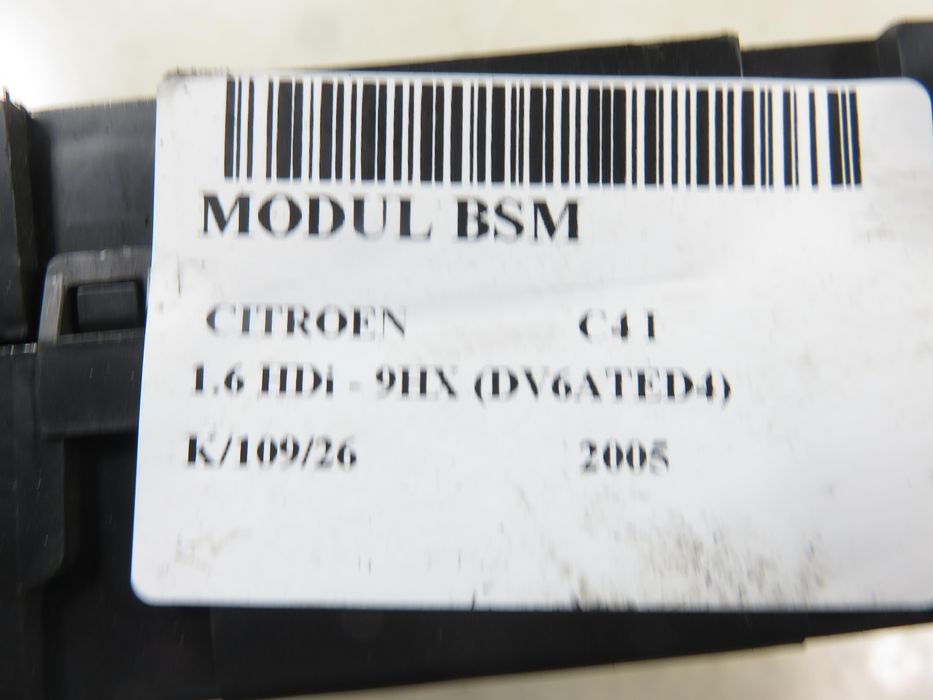 MODUL BSM
CITROEN C4 I
1.6 HDi - 9HX (DV6ATED4)
K/109/26 2005